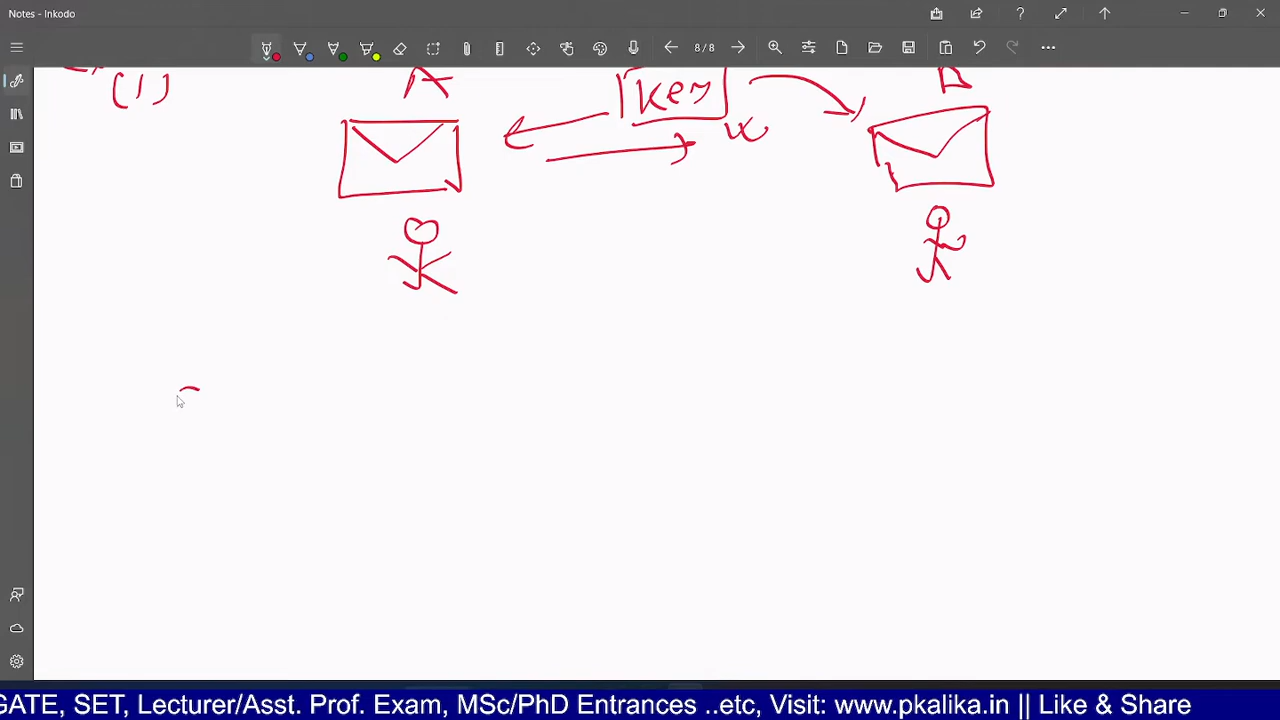 Notes - Inkodo
8 / 8
(1)
A
Key
B
GATE, SET, Lecturer/Asst. Prof. Exam, MSc/PhD Entrances ..etc, Visit: www.pkalika.in || Like & Share